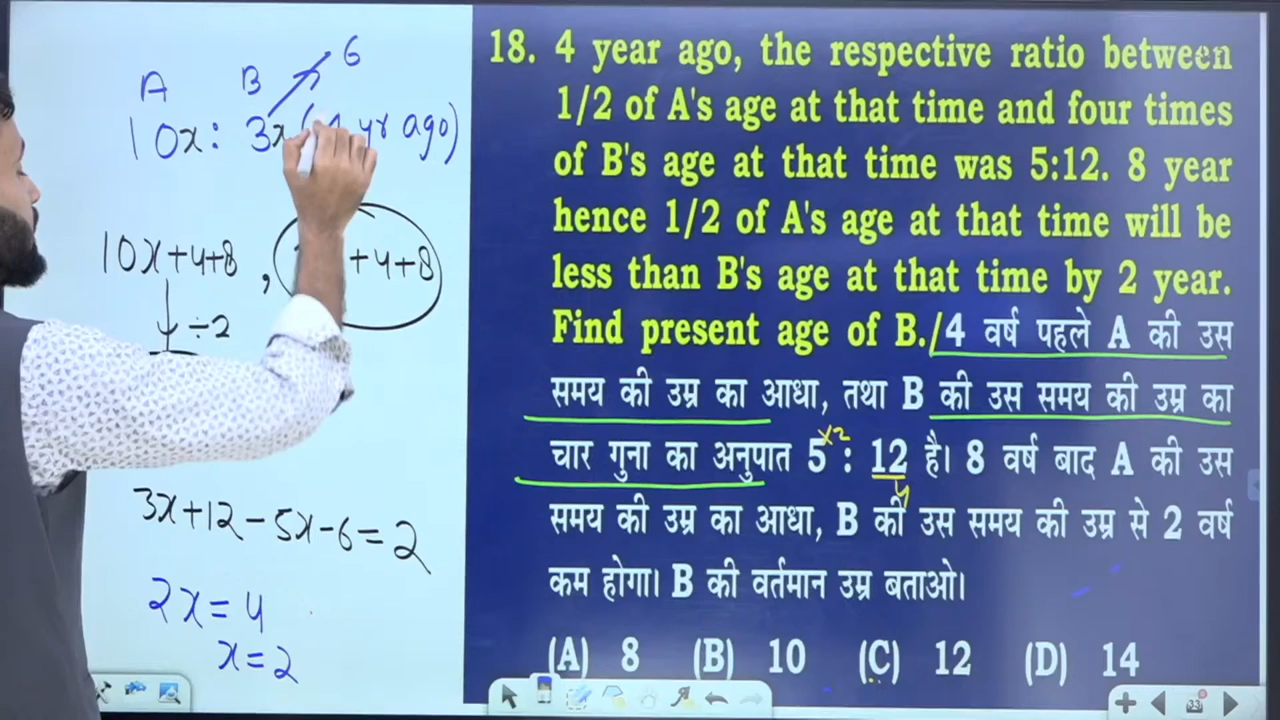 A B 6
10x : 3x ( yr ago)
10x+4+8 , +4+8
÷2
3x+12-5x-6=2
2x=4
x=2
18. 4 year ago, the respective ratio between
1/2 of A's age at that time and four times
of B's age at that time was 5:12. 8 year
hence 1/2 of A's age at that time will be
less than B's age at that time by 2 year.
Find present age of B./4 वर्ष पहले A की उस
समय की उम्र का आधा, तथा B की उस समय की उम्र का
चार गुना का अनुपात 5 : 12 है। 8 वर्ष बाद A की उस
×2
4
समय की उम्र का आधा, B की उस समय की उम्र से 2 वर्ष
कम होगा। B की वर्तमान उम्र बताओ।
(A) 8 (B) 10 (C) 12 (D) 14
33